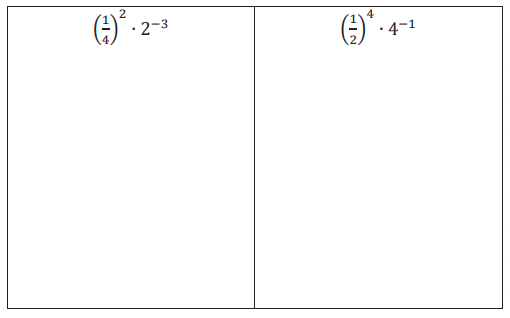 (1/4)² · 2⁻³
(1/2)⁴ · 4⁻¹